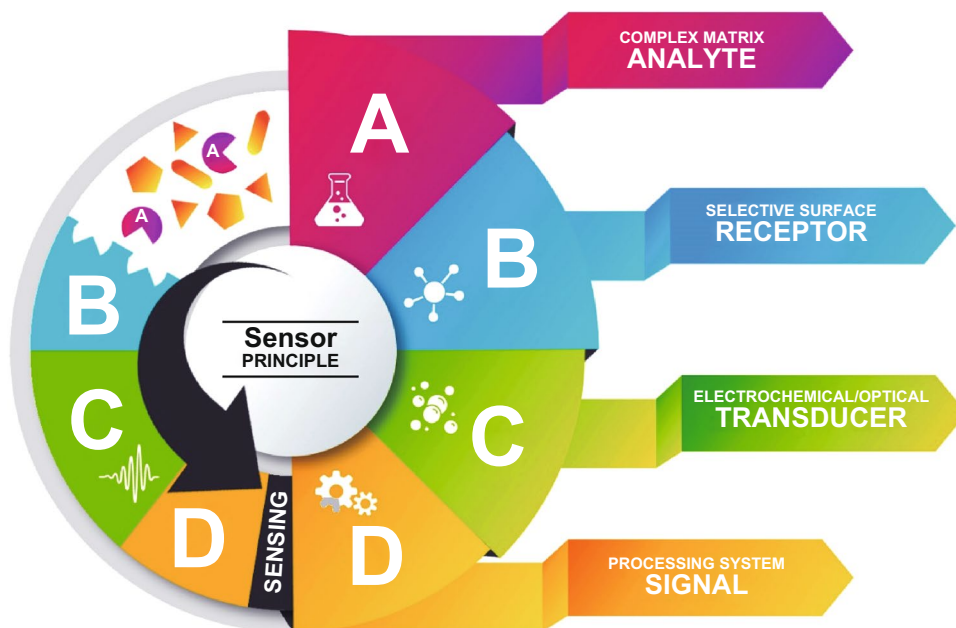 A
COMPLEX MATRIX
ANALYTE
A
A
B
SELECTIVE SURFACE
RECEPTOR
B
Sensor
PRINCIPLE
C
ELECTROCHEMICAL/OPTICAL
TRANSDUCER
C
D
SENSING
D
PROCESSING SYSTEM
SIGNAL